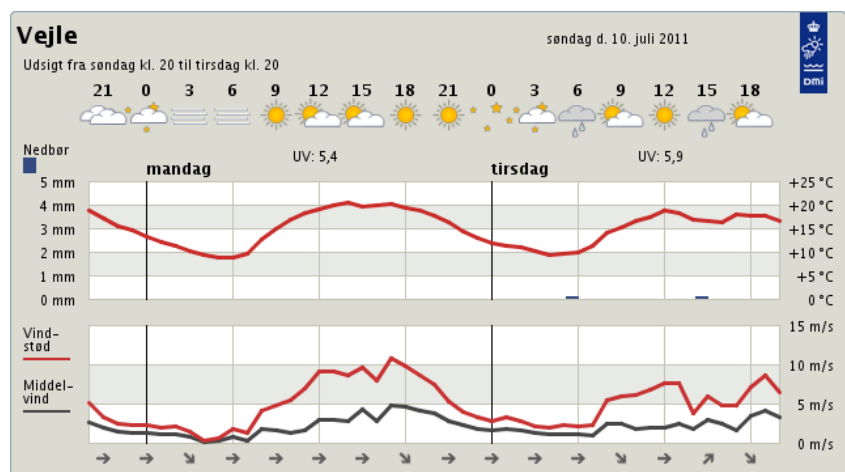 Vejle
søndag d. 10. juli 2011
Udsigt fra søndag kl. 20 til tirsdag kl. 20
DMi
21 0 3 6 9 12 15 18 21 0 3 6 9 12 15 18
Nedbør
UV: 5,4 UV: 5,9
mandag tirsdag
5 mm +25 °C
4 mm +20 °C
3 mm +15 °C
2 mm +10 °C
1 mm +5 °C
0 mm 0 °C
Vind-
stød
15 m/s
10 m/s
Middel-
vind
5 m/s
0 m/s